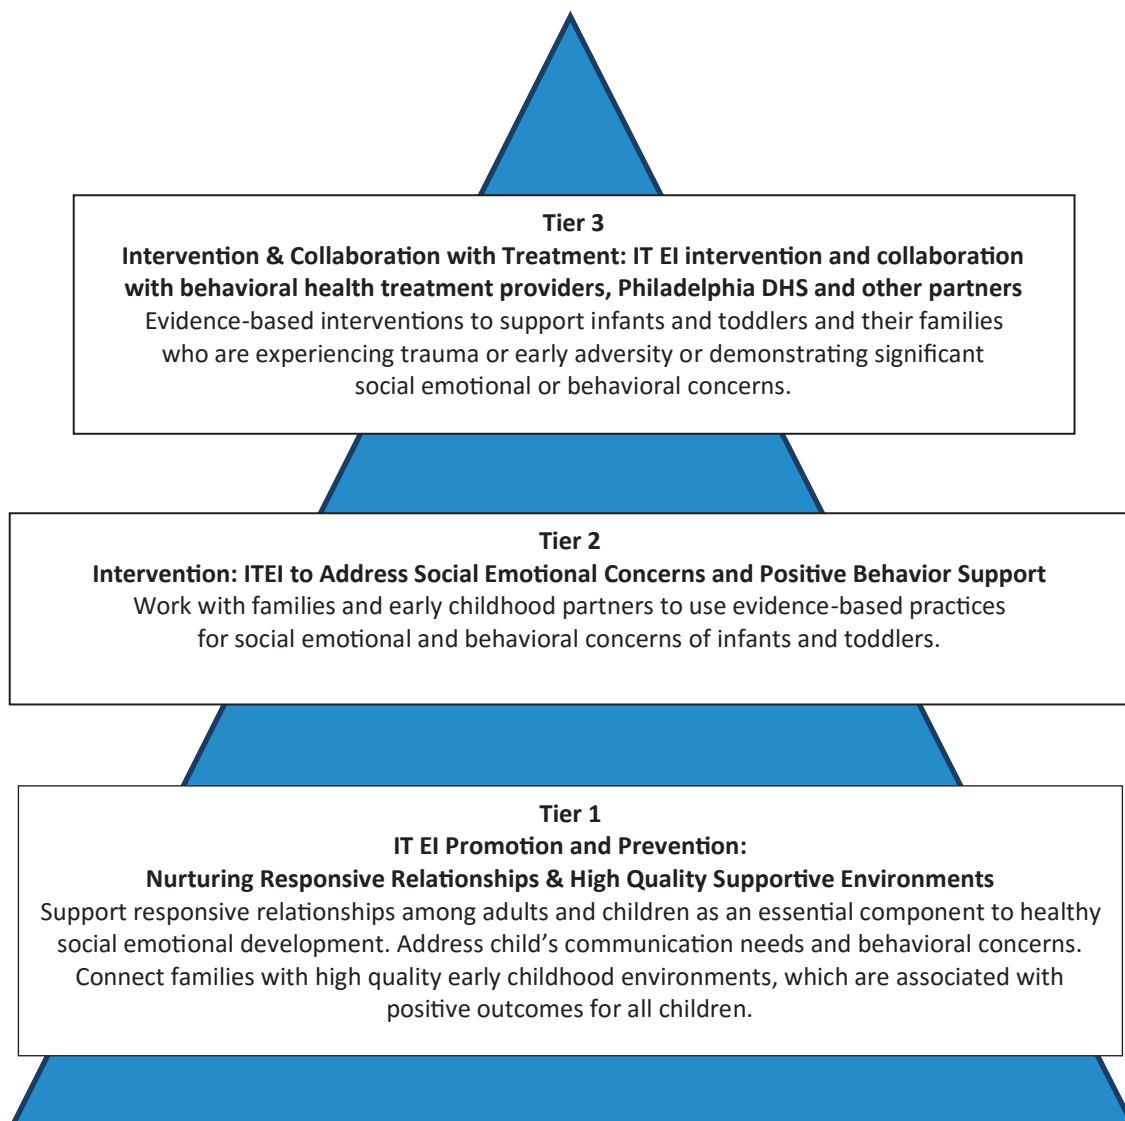 Tier 3
Intervention & Collaboration with Treatment: IT EI intervention and collaboration
with behavioral health treatment providers, Philadelphia DHS and other partners
Evidence-based interventions to support infants and toddlers and their families
who are experiencing trauma or early adversity or demonstrating significant
social emotional or behavioral concerns.
Tier 2
Intervention: ITEI to Address Social Emotional Concerns and Positive Behavior Support
Work with families and early childhood partners to use evidence-based practices
for social emotional and behavioral concerns of infants and toddlers.
Tier 1
IT EI Promotion and Prevention:
Nurturing Responsive Relationships & High Quality Supportive Environments
Support responsive relationships among adults and children as an essential component to healthy
social emotional development. Address child’s communication needs and behavioral concerns.
Connect families with high quality early childhood environments, which are associated with
positive outcomes for all children.